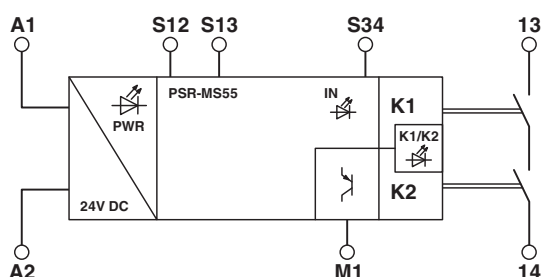 A1 S12 S13 S34 13
PSR-MS55 IN K1
PWR K1/K2
24V DC K2
A2 M1 14